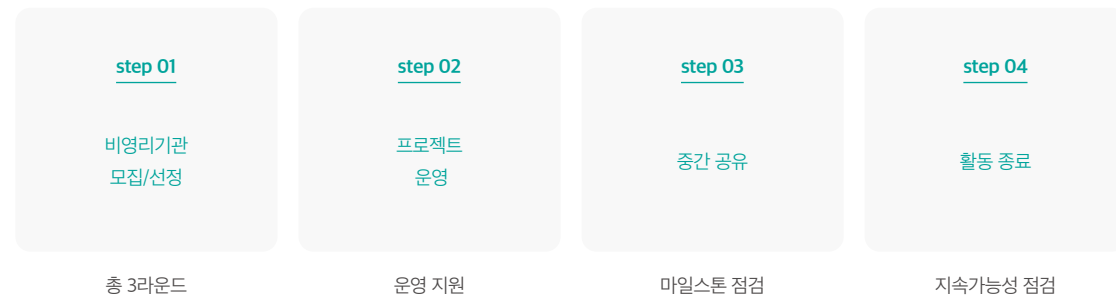 step 01
비영리기관
모집/선정
총 3라운드
step 02
프로젝트
운영
운영 지원
step 03
중간 공유
마일스톤 점검
step 04
활동 종료
지속가능성 점검